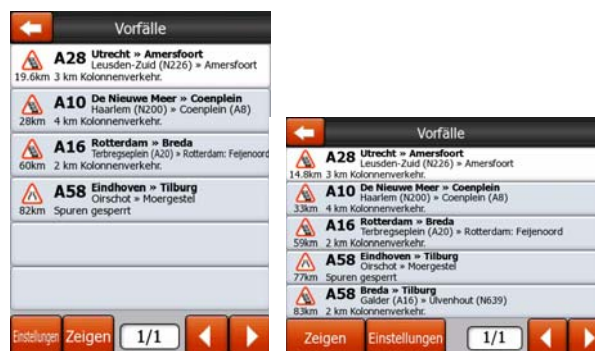 Vorfälle
A28 Utrecht » Amersfoort
Leusden-Zuid (N226) » Amersfoort
19.6km 3 km Kolonnenverkehr.
A10 De Nieuwe Meer » Coenplein
Haarlem (N200) » Coenplein (A8)
28km 4 km Kolonnenverkehr.
A16 Rotterdam » Breda
Terbregseplein (A20) » Rotterdam: Feijenoord
60km 2 km Kolonnenverkehr.
A58 Eindhoven » Tilburg
Oirschot » Moergestel
82km Spuren gesperrt
Einstellungen Zeigen 1/1
Vorfälle
A28 Utrecht » Amersfoort
Leusden-Zuid (N226) » Amersfoort
14.8km 3 km Kolonnenverkehr.
A10 De Nieuwe Meer » Coenplein
Haarlem (N200) » Coenplein (A8)
33km 4 km Kolonnenverkehr.
A16 Rotterdam » Breda
Terbregseplein (A20) » Rotterdam: Feijenoord
59km 2 km Kolonnenverkehr.
A58 Eindhoven » Tilburg
Oirschot » Moergestel
77km Spuren gesperrt
A58 Breda » Tilburg
Galder (A16) » Ulvenhout (N639)
83km 2 km Kolonnenverkehr.
Zeigen Einstellungen 1/1